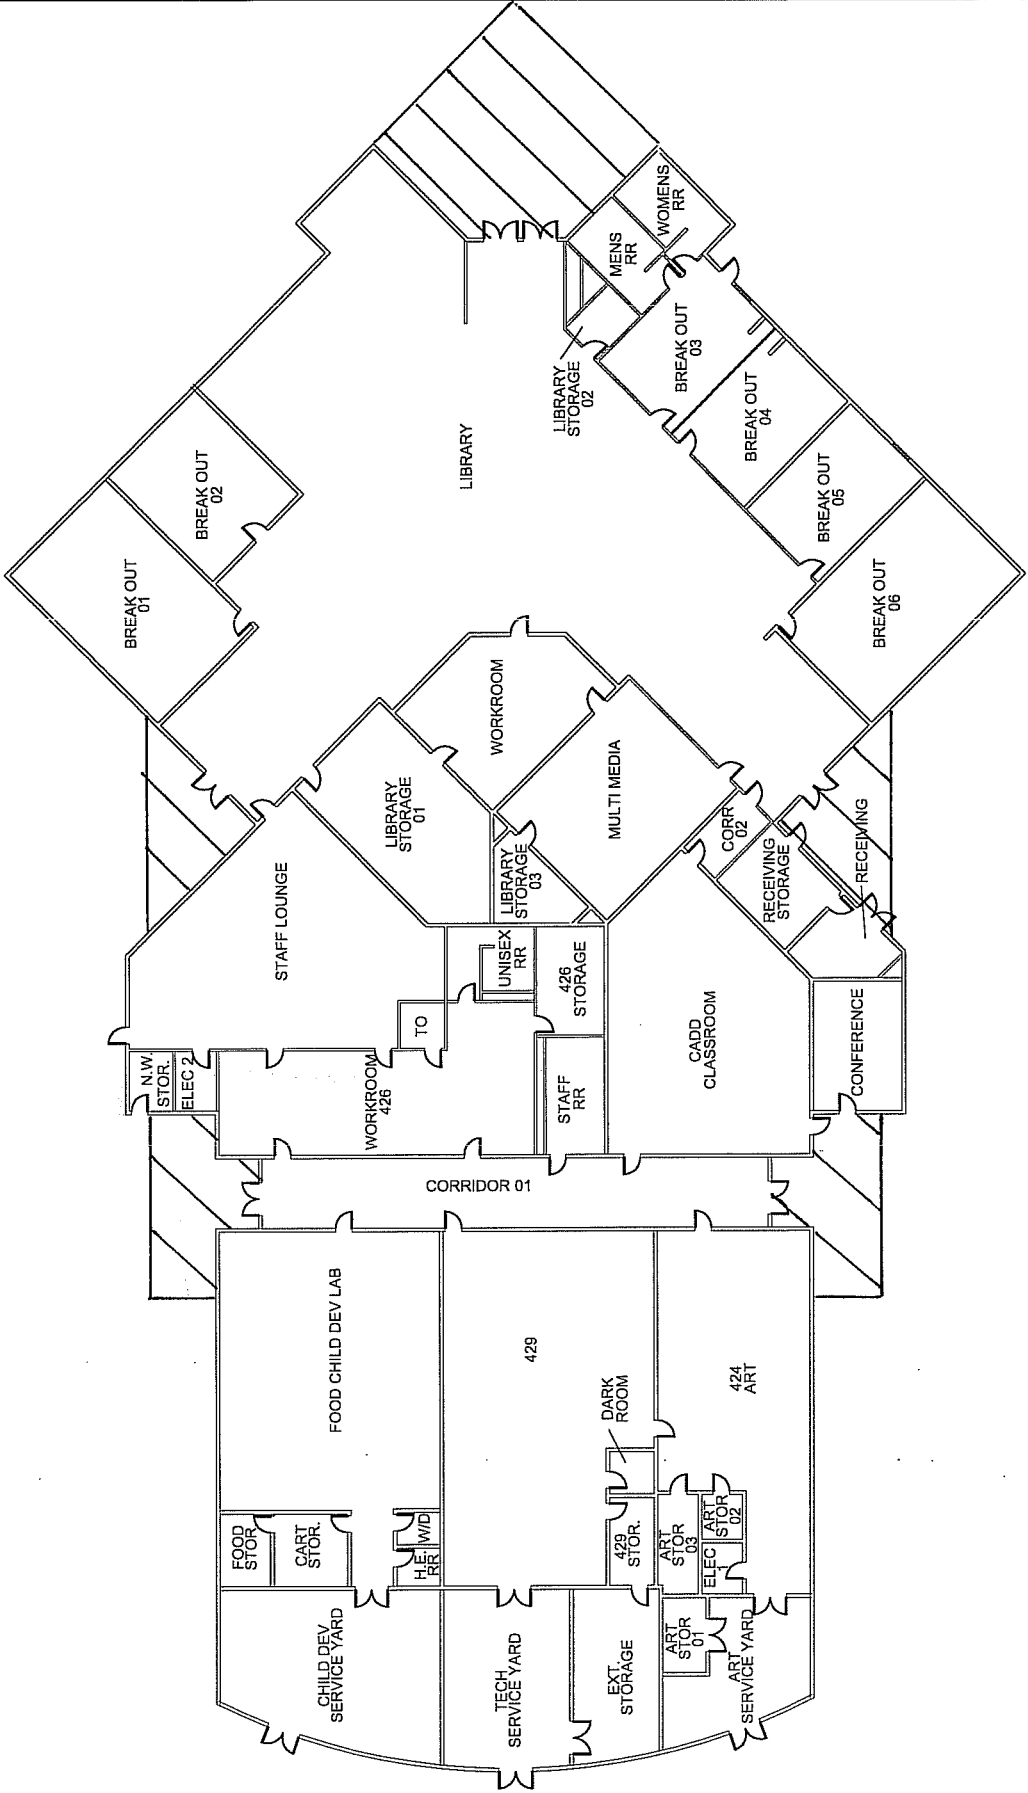 WOMENS
RR
MENS
RR
BREAK OUT
03
LIBRARY
STORAGE
02
BREAK OUT
04
LIBRARY
BREAK OUT
02
BREAK OUT
05
BREAK OUT
01
BREAK OUT
06
WORKROOM
MULTI MEDIA
LIBRARY
STORAGE
01
CORR
02
RECEIVING
LIBRARY
STORAGE
03
RECEIVING
STORAGE
STAFF LOUNGE
UNISEX
RR
426
STORAGE
TO
CADD
CLASSROOM
CONFERENCE
N.W.
STOR.
ELEC 2
WORKROOM
426
STAFF
RR
CORRIDOR 01
FOOD CHILD DEV LAB
429
424
ART
DARK
ROOM
FOOD
STOR
CART
STOR.
W/D
H.E.
RR
429
STOR.
ART
STOR
03
ART
STOR
02
ELEC
1
CHILD DEV
SERVICE YARD
TECH
SERVICE YARD
EXT.
STORAGE
ART
STOR
01
ART
SERVICE YARD